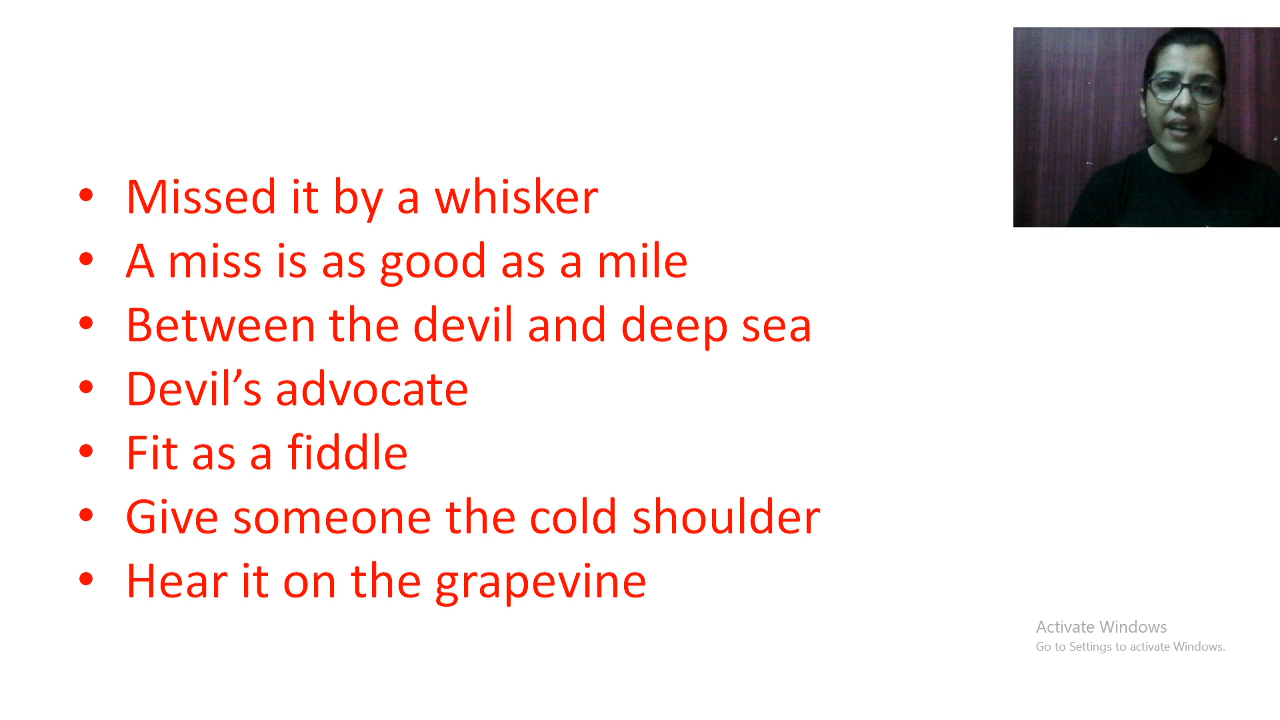 • Missed it by a whisker
• A miss is as good as a mile
• Between the devil and deep sea
• Devil’s advocate
• Fit as a fiddle
• Give someone the cold shoulder
• Hear it on the grapevine
Activate Windows
Go to Settings to activate Windows.